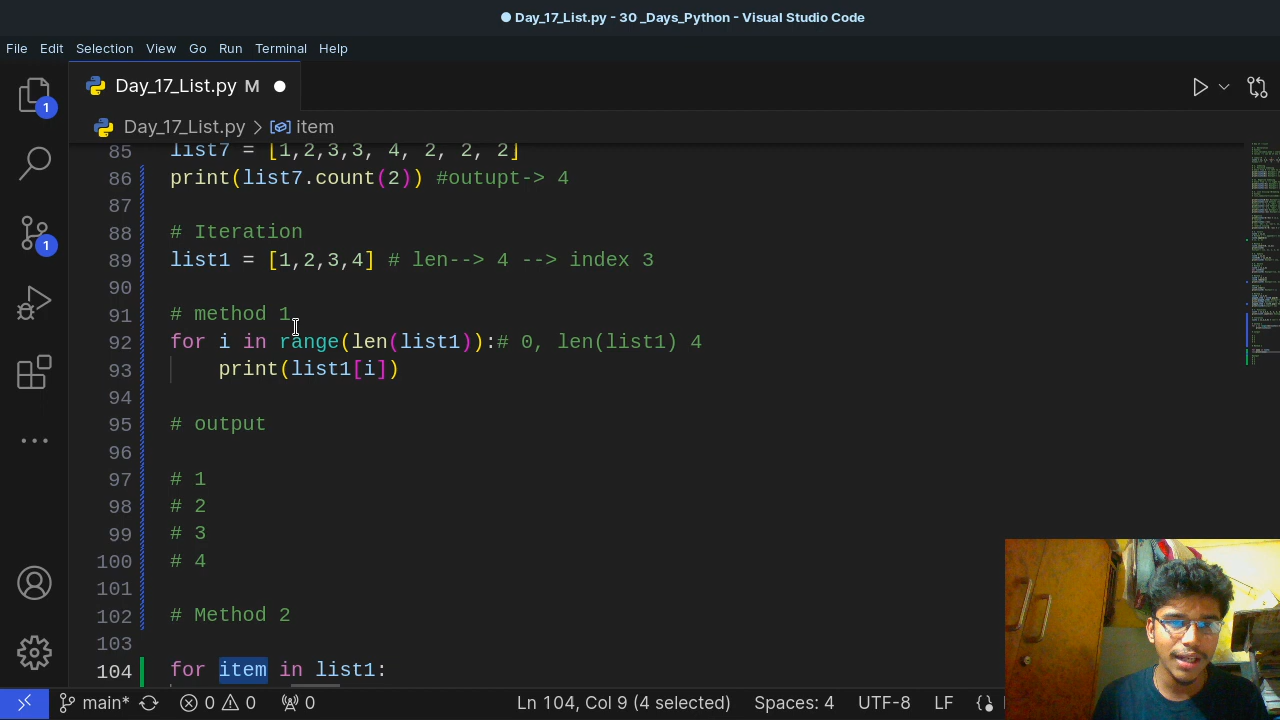 Day_17_List.py - 30 _Days_Python - Visual Studio Code
File Edit Selection View Go Run Terminal Help
Day_17_List.py M
Day_17_List.py > item
85 list7 = [1,2,3,3, 4, 2, 2, 2]
86 print(list7.count(2)) #outupt-> 4
87
88 # Iteration
89 list1 = [1,2,3,4] # len--> 4 --> index 3
90
91 # method 1
92 for i in range(len(list1)):# 0, len(list1) 4
93 print(list1[i])
94
95 # output
96
97 # 1
98 # 2
99 # 3
100 # 4
101
102 # Method 2
103
104 for item in list1:
1
1
main* 0 0 0 Ln 104, Col 9 (4 selected) Spaces: 4 UTF-8 LF